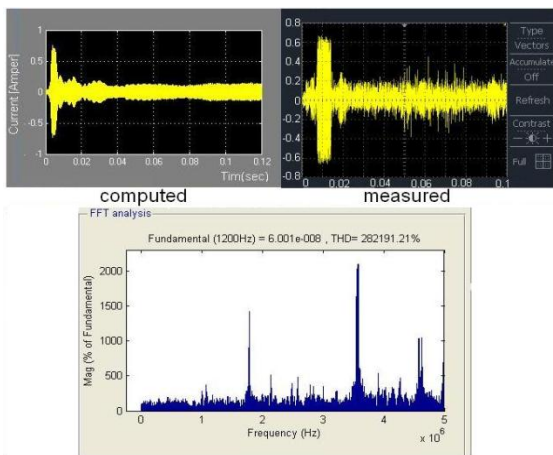 Current [Amper]
1
0.5
0
-0.5
-1
0 0.02 0.04 0.06 0.08 0.10 0.12
Tim(sec)
computed
0.8
0.6
0.4
0.2
0
-0.2
-0.4
-0.6
-0.8
0 0.02 0.04 0.06 0.08 0.1
measured
Type
Vectors
Accumulate
Off
Refresh
Contrast
- +
Full
FFT analysis
Fundamental (1200Hz) = 6.001e-008 , THD= 282191.21%
Mag (% of Fundamental)
2000
1500
1000
500
0
0 1 2 3 4 5
Frequency (Hz)
x 10^6